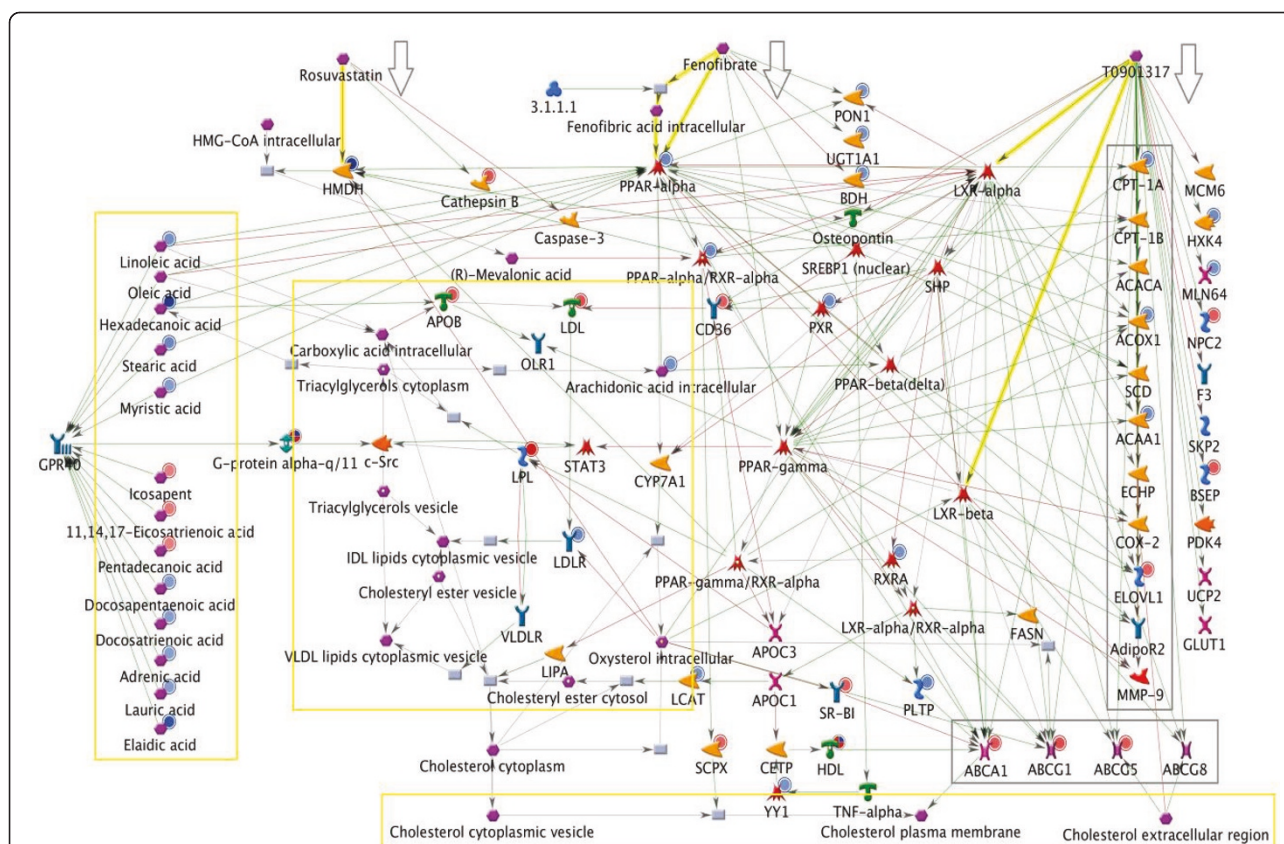 Rosuvastatin
Fenofibrate
T0901317
3.1.1.1
PON1
Fenofibric acid intracellular
HMG-CoA intracellular
UGT1A1
HMDH
Cathepsin B
PPAR-alpha
BDH
LXR-alpha
CPT-1A
MCM6
Caspase-3
Osteopontin
CPT-1B
HXK4
Linoleic acid
(R)-Mevalonic acid
PPAR-alpha/RXR-alpha
SREBP1 (nuclear)
SHP
ACACA
MLN64
Oleic acid
Hexadecanoic acid
APOB
LDL
CD36
PXR
ACOX1
NPC2
Stearic acid
Carboxylic acid intracellular
OLR1
Triacylglycerols cytoplasm
Arachidonic acid intracellular
PPAR-beta(delta)
SCD
F3
Myristic acid
ACAA1
SKP2
GPR40
G-protein alpha-q/11
c-Src
LPL
STAT3
CYP7A1
PPAR-gamma
ECHP
BSEP
Icosapent
Triacylglycerols vesicle
LXR-beta
11,14,17-Eicosatrienoic acid
COX-2
PDK4
Pentadecanoic acid
IDL lipids cytoplasmic vesicle
LDLR
PPAR-gamma/RXR-alpha
RXRA
Cholesteryl ester vesicle
ELOVL1
UCP2
Docosapentaenoic acid
VLDLR
LXR-alpha/RXR-alpha
FASN
Docosatrienoic acid
VLDL lipids cytoplasmic vesicle
LIPA
Oxysterol intracellular
APOC3
AdipoR2
GLUT1
Adrenic acid
Cholesteryl ester cytosol
LCAT
APOC1
SR-BI
PLTP
MMP-9
Lauric acid
Elaidic acid
Cholesterol cytoplasm
SCPX
CETP
HDL
ABCA1
ABCG1
ABCG5
ABCG8
YY1
TNF-alpha
Cholesterol cytoplasmic vesicle
Cholesterol plasma membrane
Cholesterol extracellular region